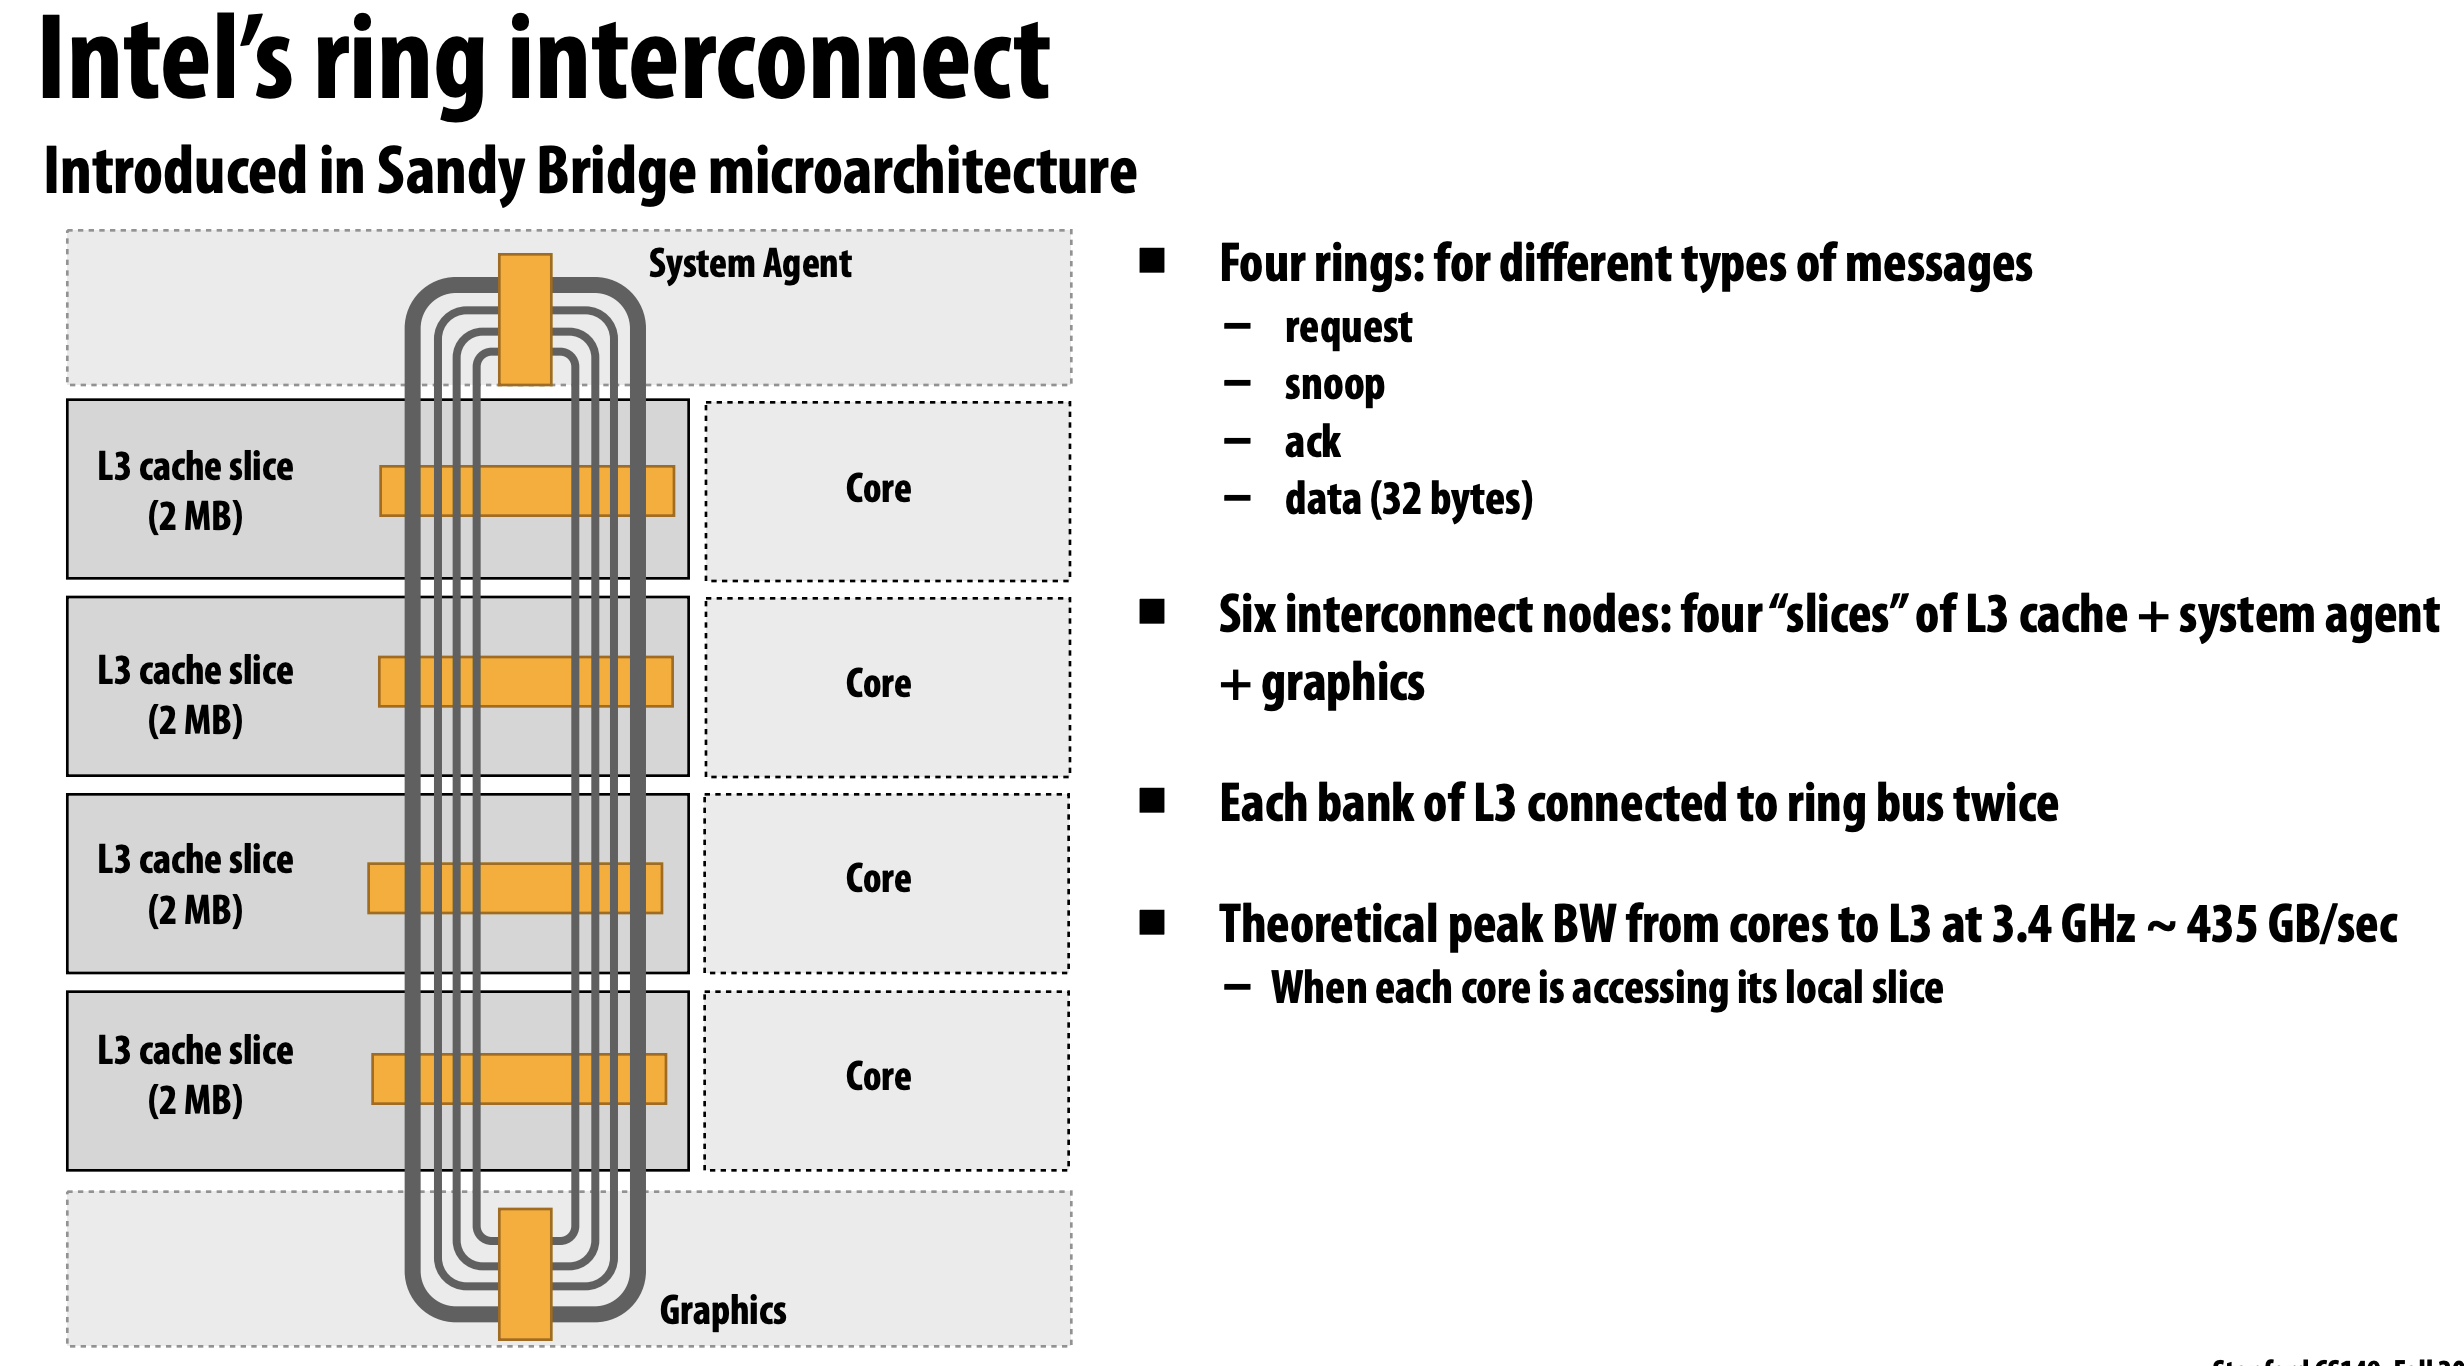 Intel’s ring interconnect
Introduced in Sandy Bridge microarchitecture
System Agent
L3 cache slice
(2 MB)
Core
L3 cache slice
(2 MB)
Core
L3 cache slice
(2 MB)
Core
L3 cache slice
(2 MB)
Core
Graphics
■ Four rings: for different types of messages
– request
– snoop
– ack
– data (32 bytes)
■ Six interconnect nodes: four “slices” of L3 cache + system agent
+ graphics
■ Each bank of L3 connected to ring bus twice
■ Theoretical peak BW from cores to L3 at 3.4 GHz ~ 435 GB/sec
– When each core is accessing its local slice